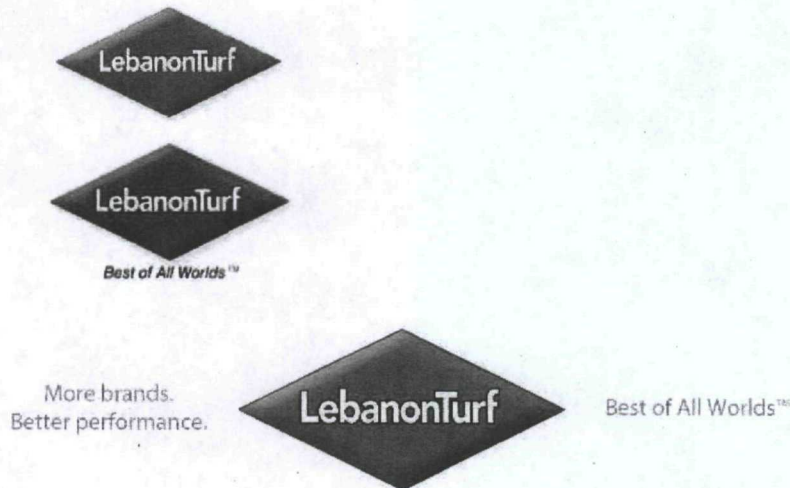 LebanonTurf
LebanonTurf
Best of All Worlds™
More brands.
Better performance.
LebanonTurf
Best of All Worlds™